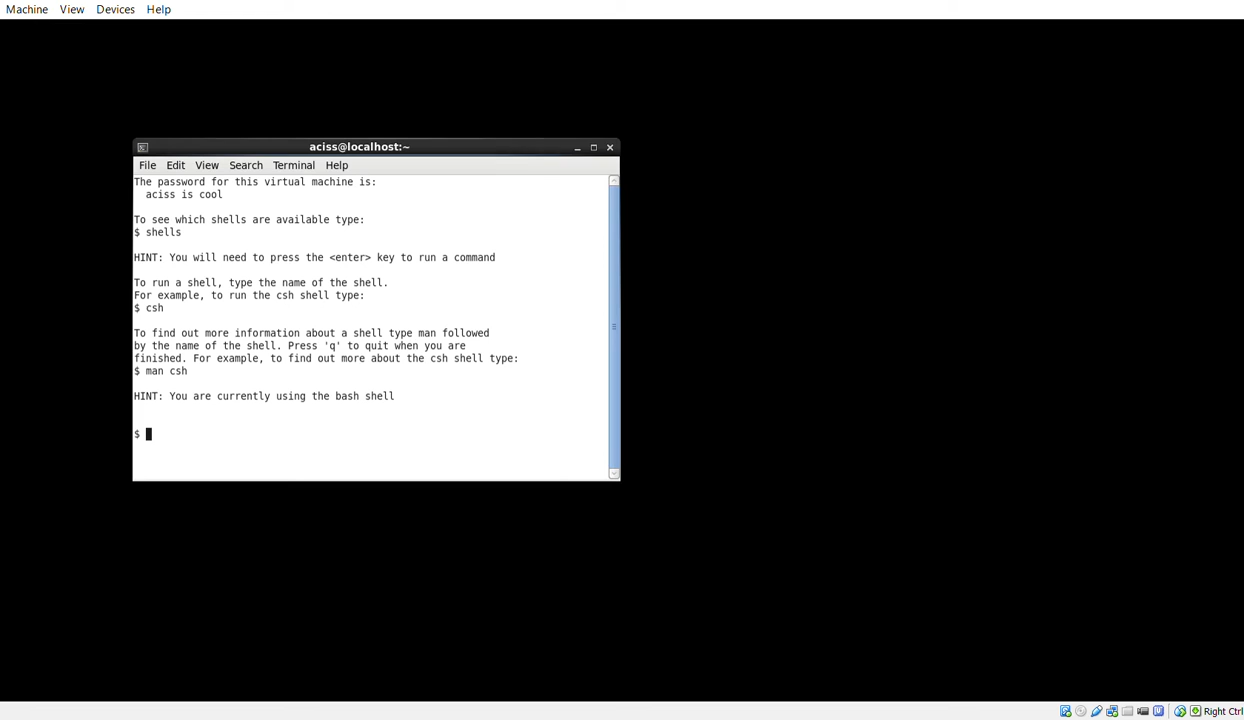 Machine View Devices Help
aciss@localhost:~
File Edit View Search Terminal Help
The password for this virtual machine is:
aciss is cool
To see which shells are available type:
$ shells
HINT: You will need to press the <enter> key to run a command
To run a shell, type the name of the shell.
For example, to run the csh shell type:
$ csh
To find out more information about a shell type man followed
by the name of the shell. Press 'q' to quit when you are
finished. For example, to find out more about the csh shell type:
$ man csh
HINT: You are currently using the bash shell
$
Right Ctrl